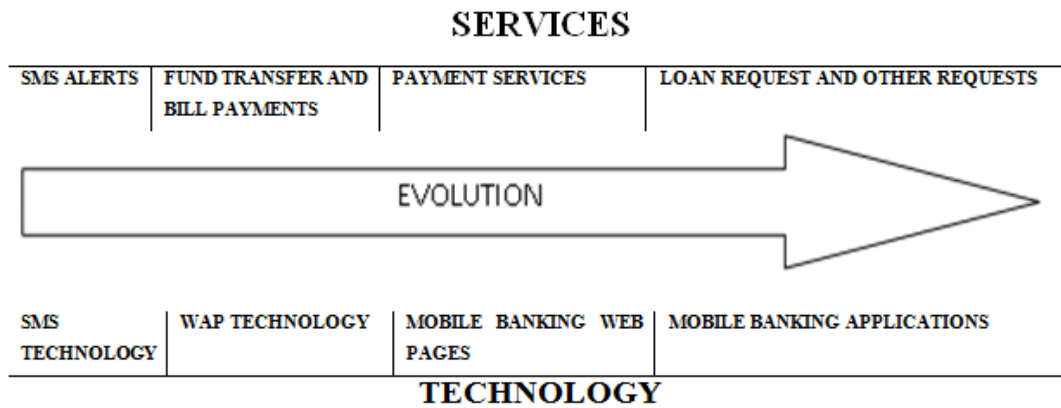 SERVICES
SMS ALERTS
FUND TRANSFER AND
BILL PAYMENTS
PAYMENT SERVICES
LOAN REQUEST AND OTHER REQUESTS
EVOLUTION
SMS
TECHNOLOGY
WAP TECHNOLOGY
MOBILE BANKING WEB
PAGES
MOBILE BANKING APPLICATIONS
TECHNOLOGY